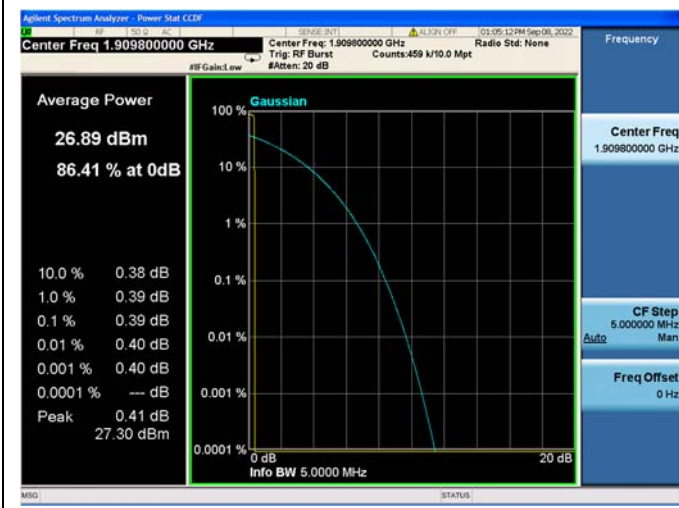 Agilent Spectrum Analyzer - Power Stat CCDF
RF 50 Ω AC SENSE:INT ALIGN OFF 01:05:12 PM Sep 08, 2022
Center Freq 1.909800000 GHz
Center Freq: 1.909800000 GHz Radio Std: None
Trig: RF Burst Counts:459 k/10.0 Mpt
#IFGain:Low #Atten: 20 dB
Frequency
Average Power
26.89 dBm
86.41 % at 0dB
10.0 % 0.38 dB
1.0 % 0.39 dB
0.1 % 0.39 dB
0.01 % 0.40 dB
0.001 % 0.40 dB
0.0001 % --- dB
Peak 0.41 dB
27.30 dBm
Gaussian
100 %
10 %
1 %
0.1 %
0.01 %
0.001 %
0.0001 %
0 dB 20 dB
Info BW 5.0000 MHz
Center Freq
1.909800000 GHz
CF Step
5.000000 MHz
Auto Man
Freq Offset
0 Hz
MSG STATUS